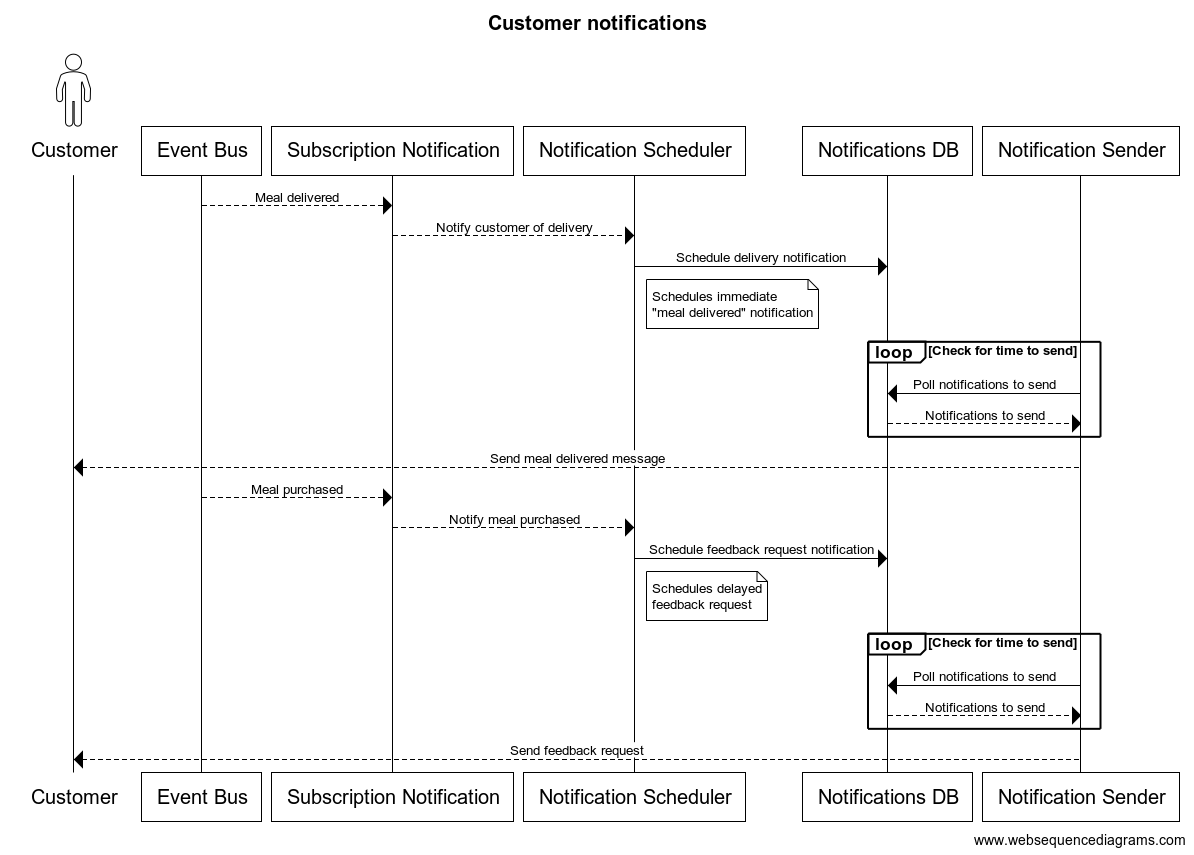 Customer notifications
Customer
Event Bus
Subscription Notification
Notification Scheduler
Notifications DB
Notification Sender
Meal delivered
Notify customer of delivery
Schedule delivery notification
Schedules immediate
"meal delivered" notification
loop
[Check for time to send]
Poll notifications to send
Notifications to send
Send meal delivered message
Meal purchased
Notify meal purchased
Schedule feedback request notification
Schedules delayed
feedback request
loop
[Check for time to send]
Poll notifications to send
Notifications to send
Send feedback request
Customer
Event Bus
Subscription Notification
Notification Scheduler
Notifications DB
Notification Sender
www.websequencediagrams.com